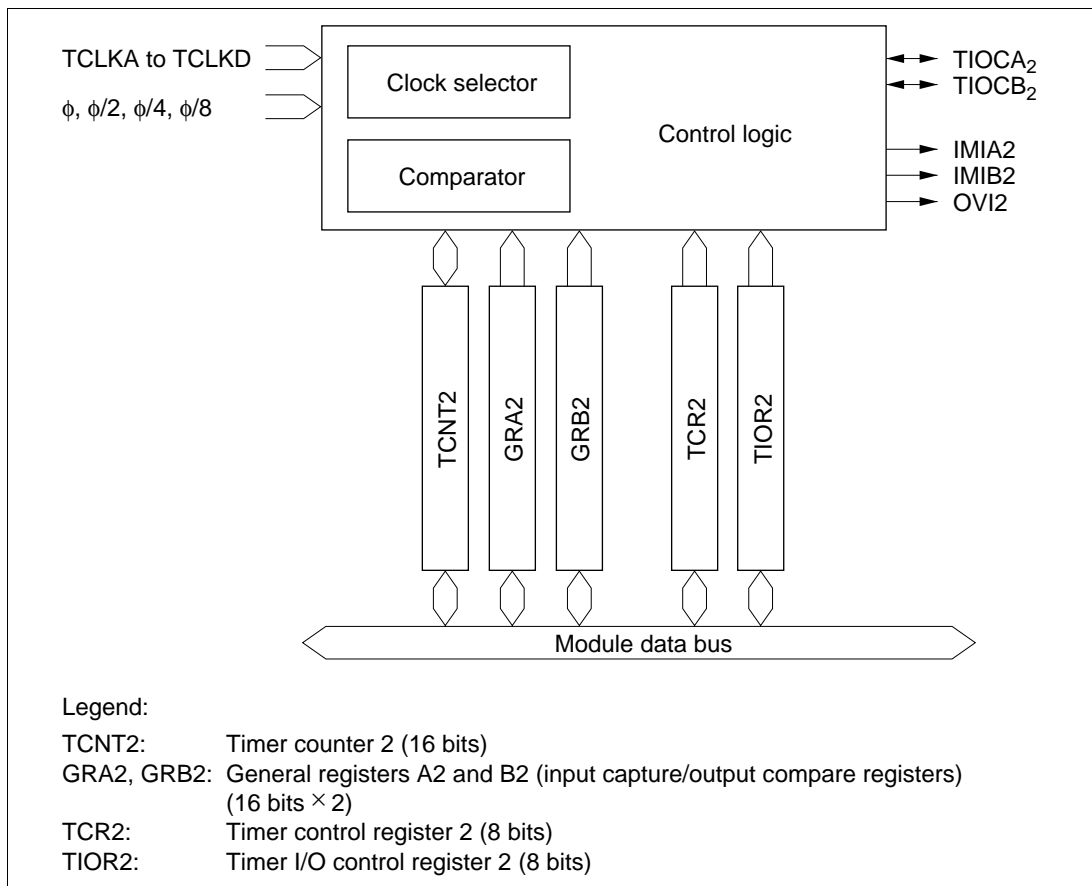 TCLKA to TCLKD
ϕ, ϕ/2, ϕ/4, ϕ/8
Clock selector
Comparator
Control logic
TIOCA₂
TIOCB₂
IMIA2
IMIB2
OVI2
TCNT2
GRA2
GRB2
TCR2
TIOR2
Module data bus
Legend:
TCNT2: Timer counter 2 (16 bits)
GRA2, GRB2: General registers A2 and B2 (input capture/output compare registers)
(16 bits × 2)
TCR2: Timer control register 2 (8 bits)
TIOR2: Timer I/O control register 2 (8 bits)